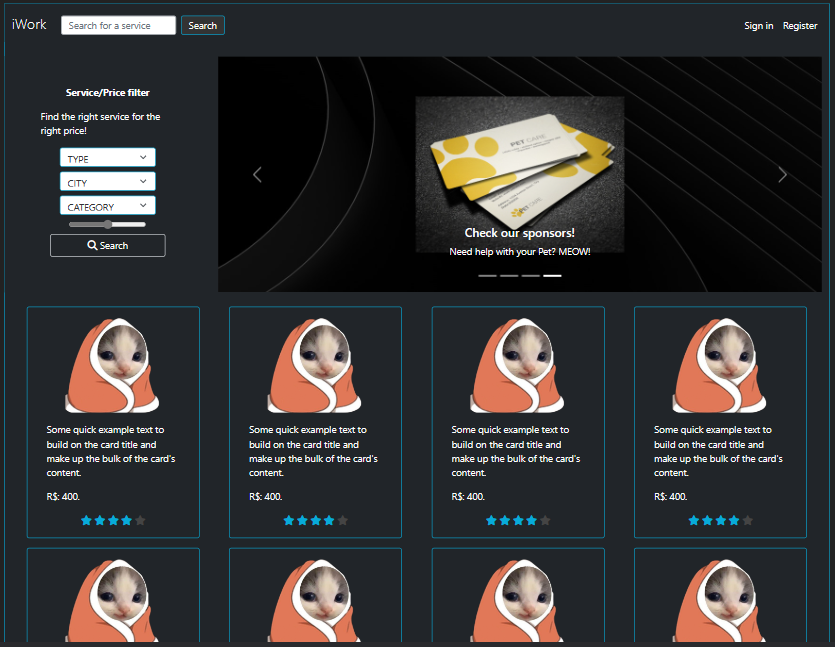 iWork
Search for a service
Search
Sign in
Register
Service/Price filter
Find the right service for the
right price!
TYPE
CITY
CATEGORY
Search
PET CARE
PET CARE
Check our sponsors!
Need help with your Pet? MEOW!
Some quick example text to
build on the card title and
make up the bulk of the card's
content.
R$: 400.
Some quick example text to
build on the card title and
make up the bulk of the card's
content.
R$: 400.
Some quick example text to
build on the card title and
make up the bulk of the card's
content.
R$: 400.
Some quick example text to
build on the card title and
make up the bulk of the card's
content.
R$: 400.